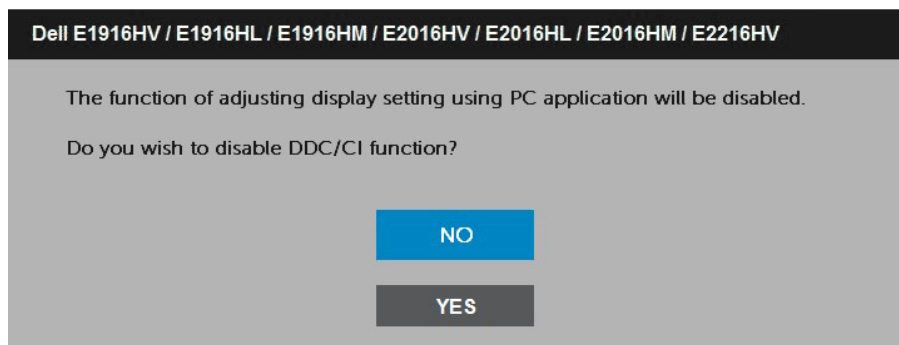 Dell E1916HV / E1916HL / E1916HM / E2016HV / E2016HL / E2016HM / E2216HV
The function of adjusting display setting using PC application will be disabled.
Do you wish to disable DDC/CI function?
NO
YES